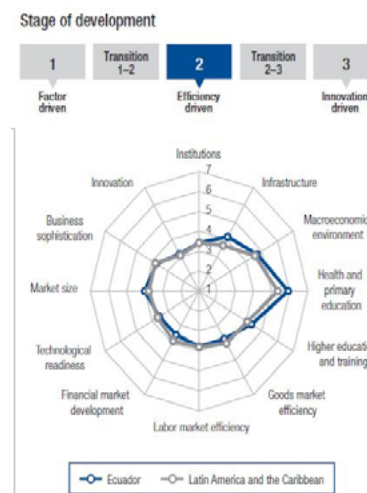 Stage of development
1
Transition
1–2
2
Transition
2–3
3
Factor
driven
Efficiency
driven
Innovation
driven
Institutions
Innovation
Infrastructure
Business
sophistication
Macroeconomic
environment
Market size
Health and
primary
education
Technological
readiness
Higher education
and training
Financial market
development
Goods market
efficiency
Labor market efficiency
7
6
5
4
3
2
1
Ecuador
Latin America and the Caribbean